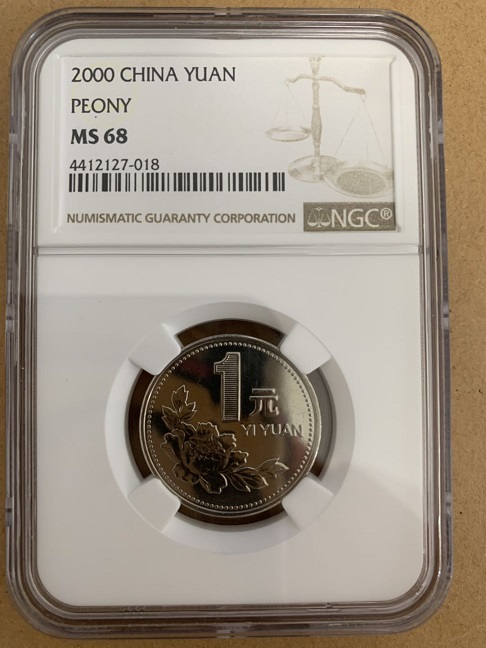 2000 CHINA YUAN
PEONY
MS 68
4412127-018
NUMISMATIC GUARANTY CORPORATION
NGC®
1元
YI YUAN